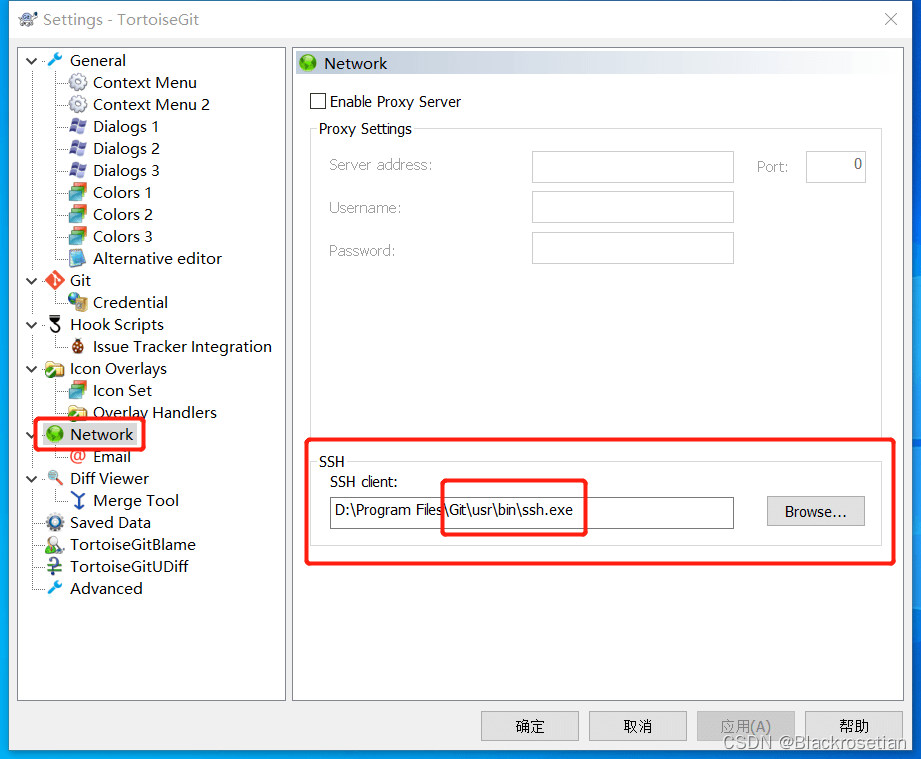 Settings - TortoiseGit
General
Context Menu
Context Menu 2
Dialogs 1
Dialogs 2
Dialogs 3
Colors 1
Colors 2
Colors 3
Alternative editor
Git
Credential
Hook Scripts
Issue Tracker Integration
Icon Overlays
Icon Set
Overlay Handlers
Network
Email
Diff Viewer
Merge Tool
Saved Data
TortoiseGitBlame
TortoiseGitUDiff
Advanced
Network
Enable Proxy Server
Proxy Settings
Server address:
Port:
0
Username:
Password:
SSH
SSH client:
D:\Program Files\Git\usr\bin\ssh.exe
Browse...
确定
取消
应用(A)
帮助
CSDN @Blackrosetian